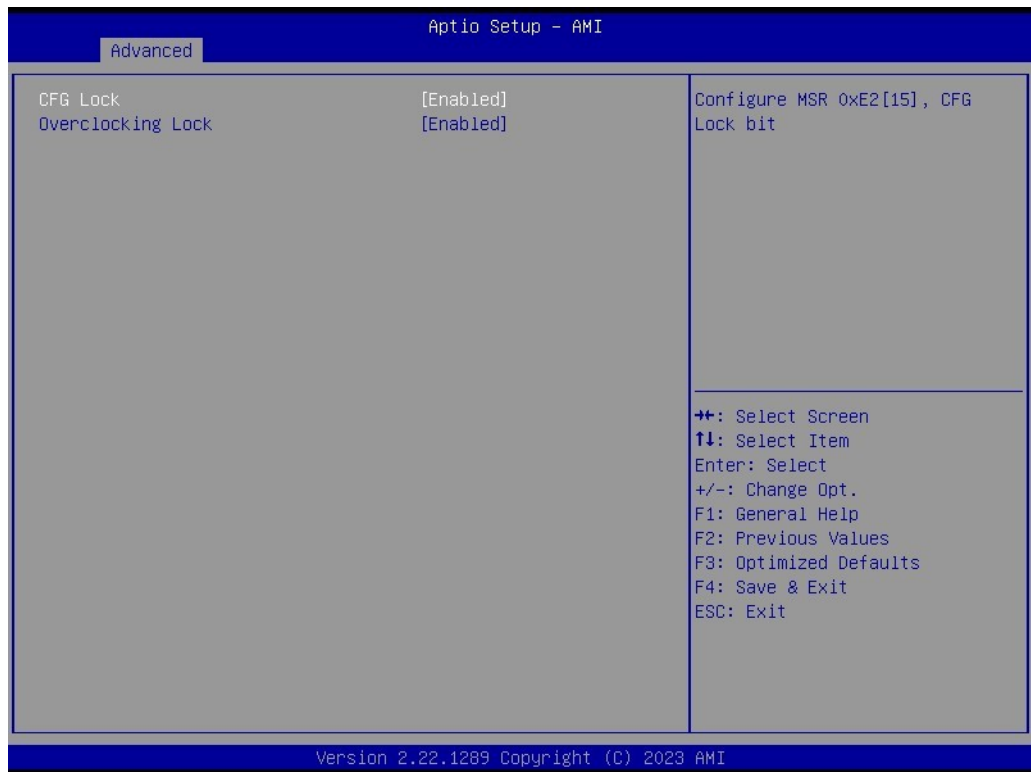 Aptio Setup – AMI
Advanced
CFG Lock [Enabled]
Overclocking Lock [Enabled]
Configure MSR 0xE2[15], CFG
Lock bit
→←: Select Screen
↑↓: Select Item
Enter: Select
+/-: Change Opt.
F1: General Help
F2: Previous Values
F3: Optimized Defaults
F4: Save & Exit
ESC: Exit
Version 2.22.1289 Copyright (C) 2023 AMI